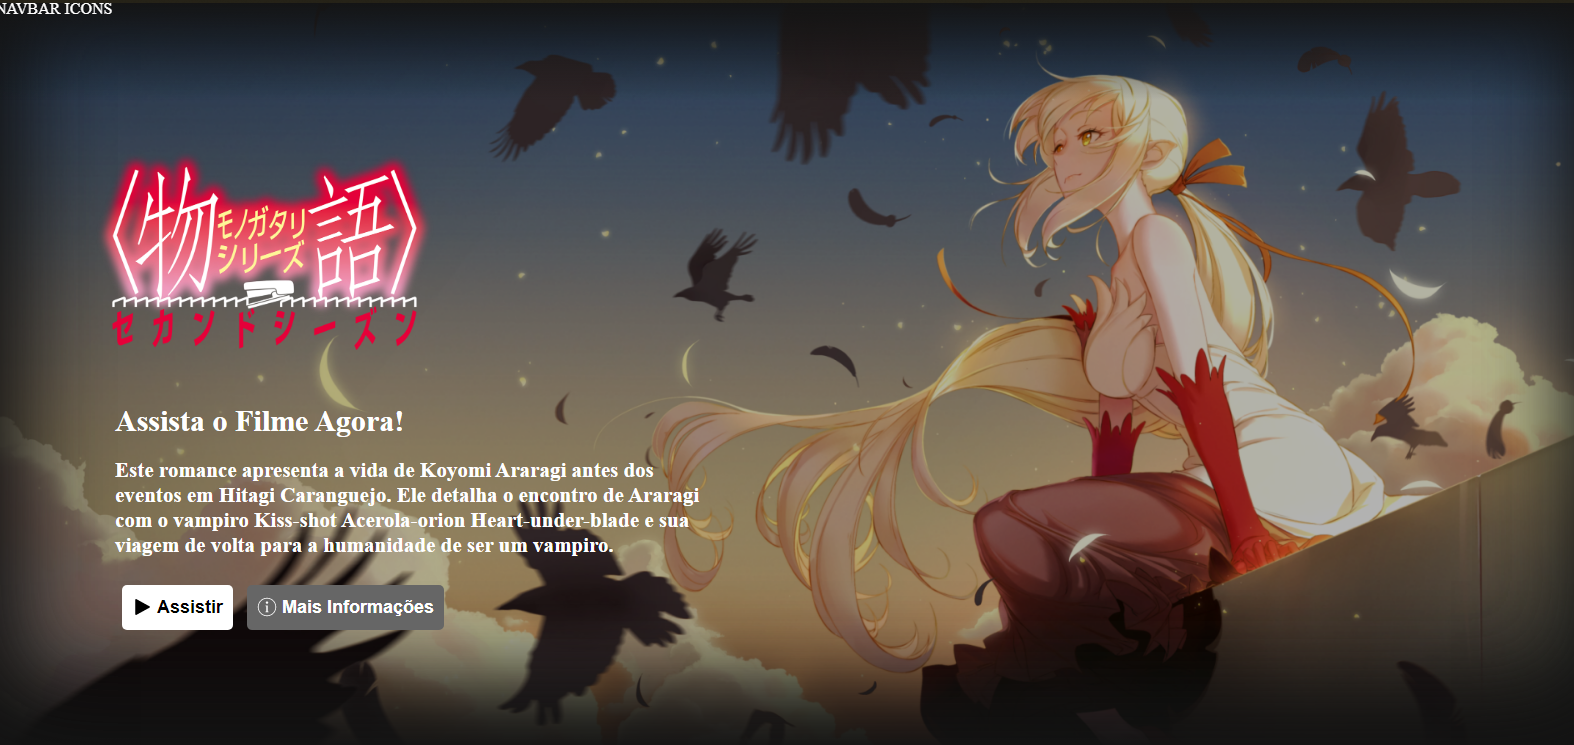 NAVBAR ICONS
〈物語〉
モノガタリ
シリーズ
セカンドシーズン
Assista o Filme Agora!
Este romance apresenta a vida de Koyomi Araragi antes dos
eventos em Hitagi Caranguejo. Ele detalha o encontro de Araragi
com o vampiro Kiss-shot Acerola-orion Heart-under-blade e sua
viagem de volta para a humanidade de ser um vampiro.
Assistir
Mais Informações